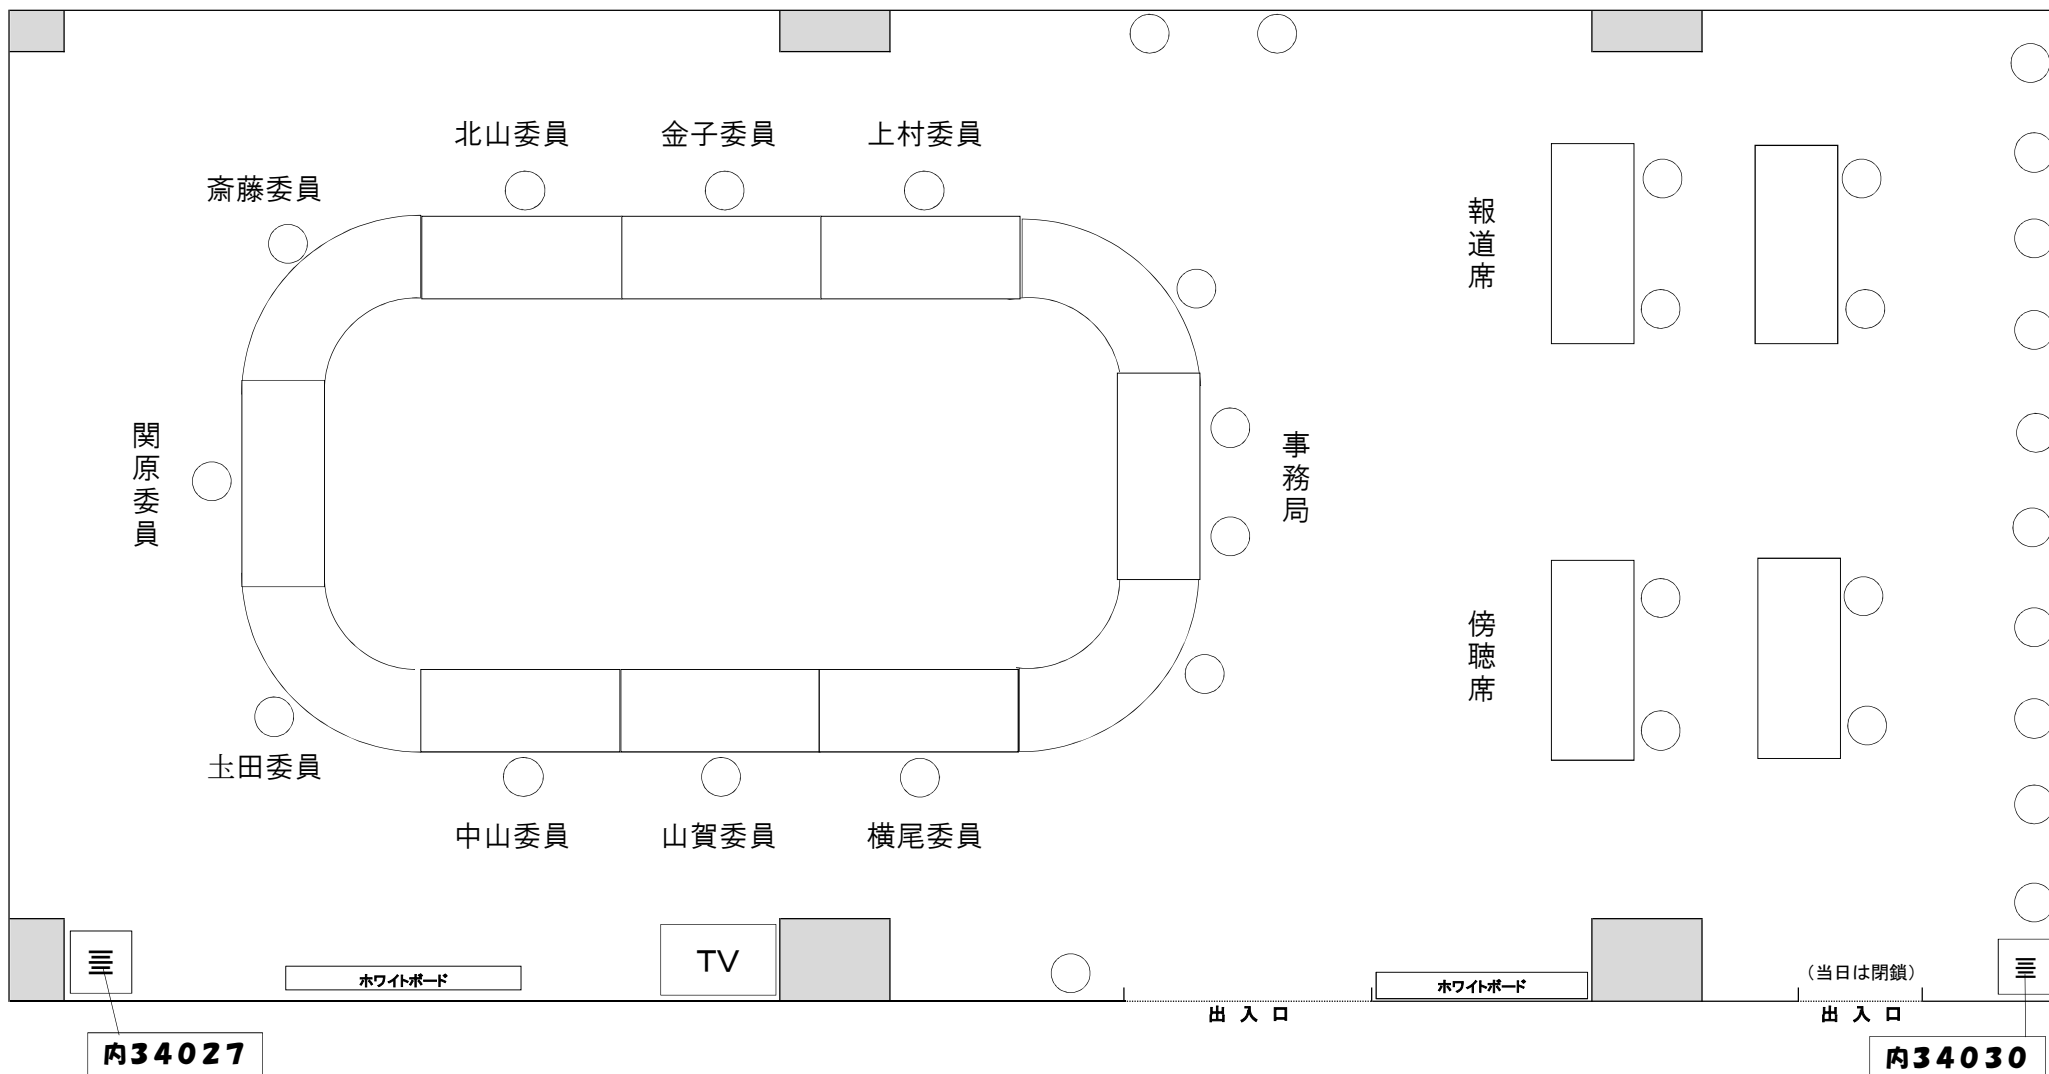 北山委員
金子委員
上村委員
斎藤委員
報道席
関原委員
事務局
傍聴席
土田委員
中山委員
山賀委員
横尾委員
TV
ホワイトボード
ホワイトボード
(当日は閉鎖)
出入口
出入口
内34027
内34030